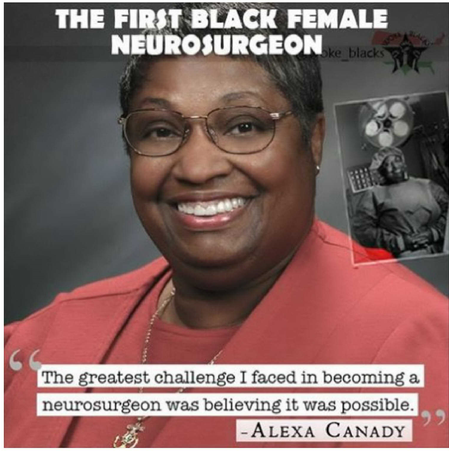 THE FIRST BLACK FEMALE
NEUROSURGEON
oke_blacks
“The greatest challenge I faced in becoming a
neurosurgeon was believing it was possible.”
-ALEXA CANADY